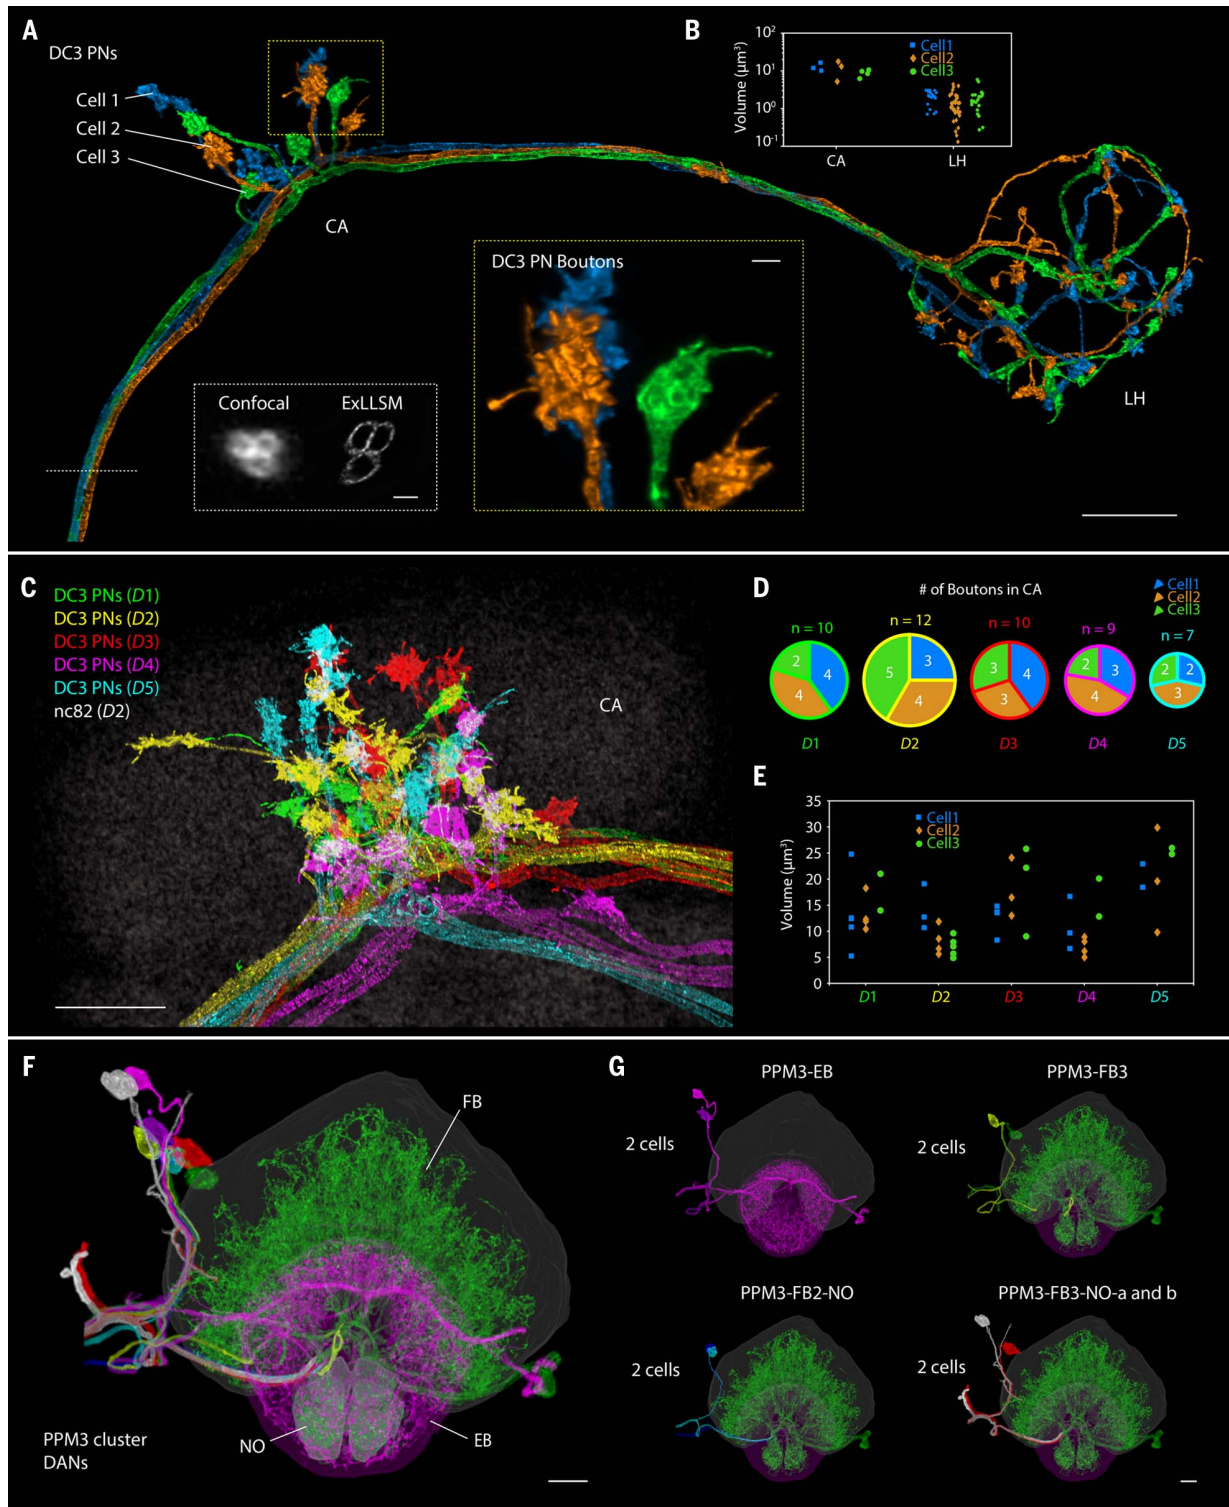 A
DC3 PNs
Cell 1
Cell 2
Cell 3
CA
Confocal
ExLLSM
DC3 PN Boutons
LH
B
Volume (µm³)
10²
10¹
10⁰
10⁻¹
Cell1
Cell2
Cell3
CA
LH
C
DC3 PNs (D1)
DC3 PNs (D2)
DC3 PNs (D3)
DC3 PNs (D4)
DC3 PNs (D5)
nc82 (D2)
CA
D
# of Boutons in CA
Cell1
Cell2
Cell3
n = 10
n = 12
n = 10
n = 9
n = 7
2 4 4
5 3 4
3 4 3
2 3 4
2 2 3
D1
D2
D3
D4
D5
E
Volume (µm³)
35
30
25
20
15
10
5
0
Cell1
Cell2
Cell3
D1
D2
D3
D4
D5
F
FB
NO
EB
PPM3 cluster
DANs
G
PPM3-EB
2 cells
PPM3-FB3
2 cells
PPM3-FB2-NO
2 cells
PPM3-FB3-NO-a and b
2 cells